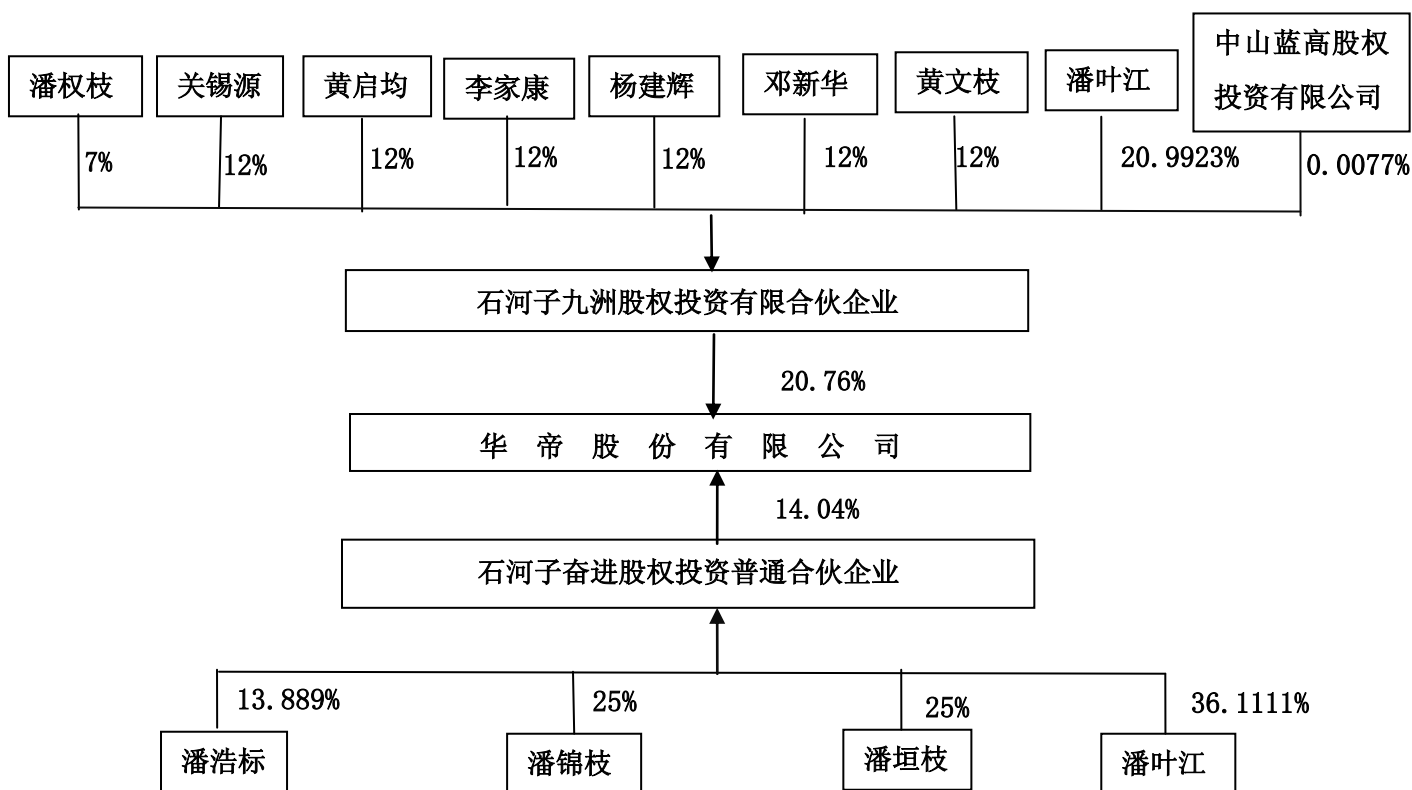 中山蓝高股权
投资有限公司
潘权枝 关锡源 黄启均 李家康 杨建辉 邓新华 黄文枝 潘叶江
7% 12% 12% 12% 12% 12% 12% 20.9923% 0.0077%
石河子九洲股权投资有限合伙企业
20.76%
华帝股份有限公司
14.04%
石河子奋进股权投资普通合伙企业
13.889% 25% 25% 36.1111%
潘浩标 潘锦枝 潘垣枝 潘叶江